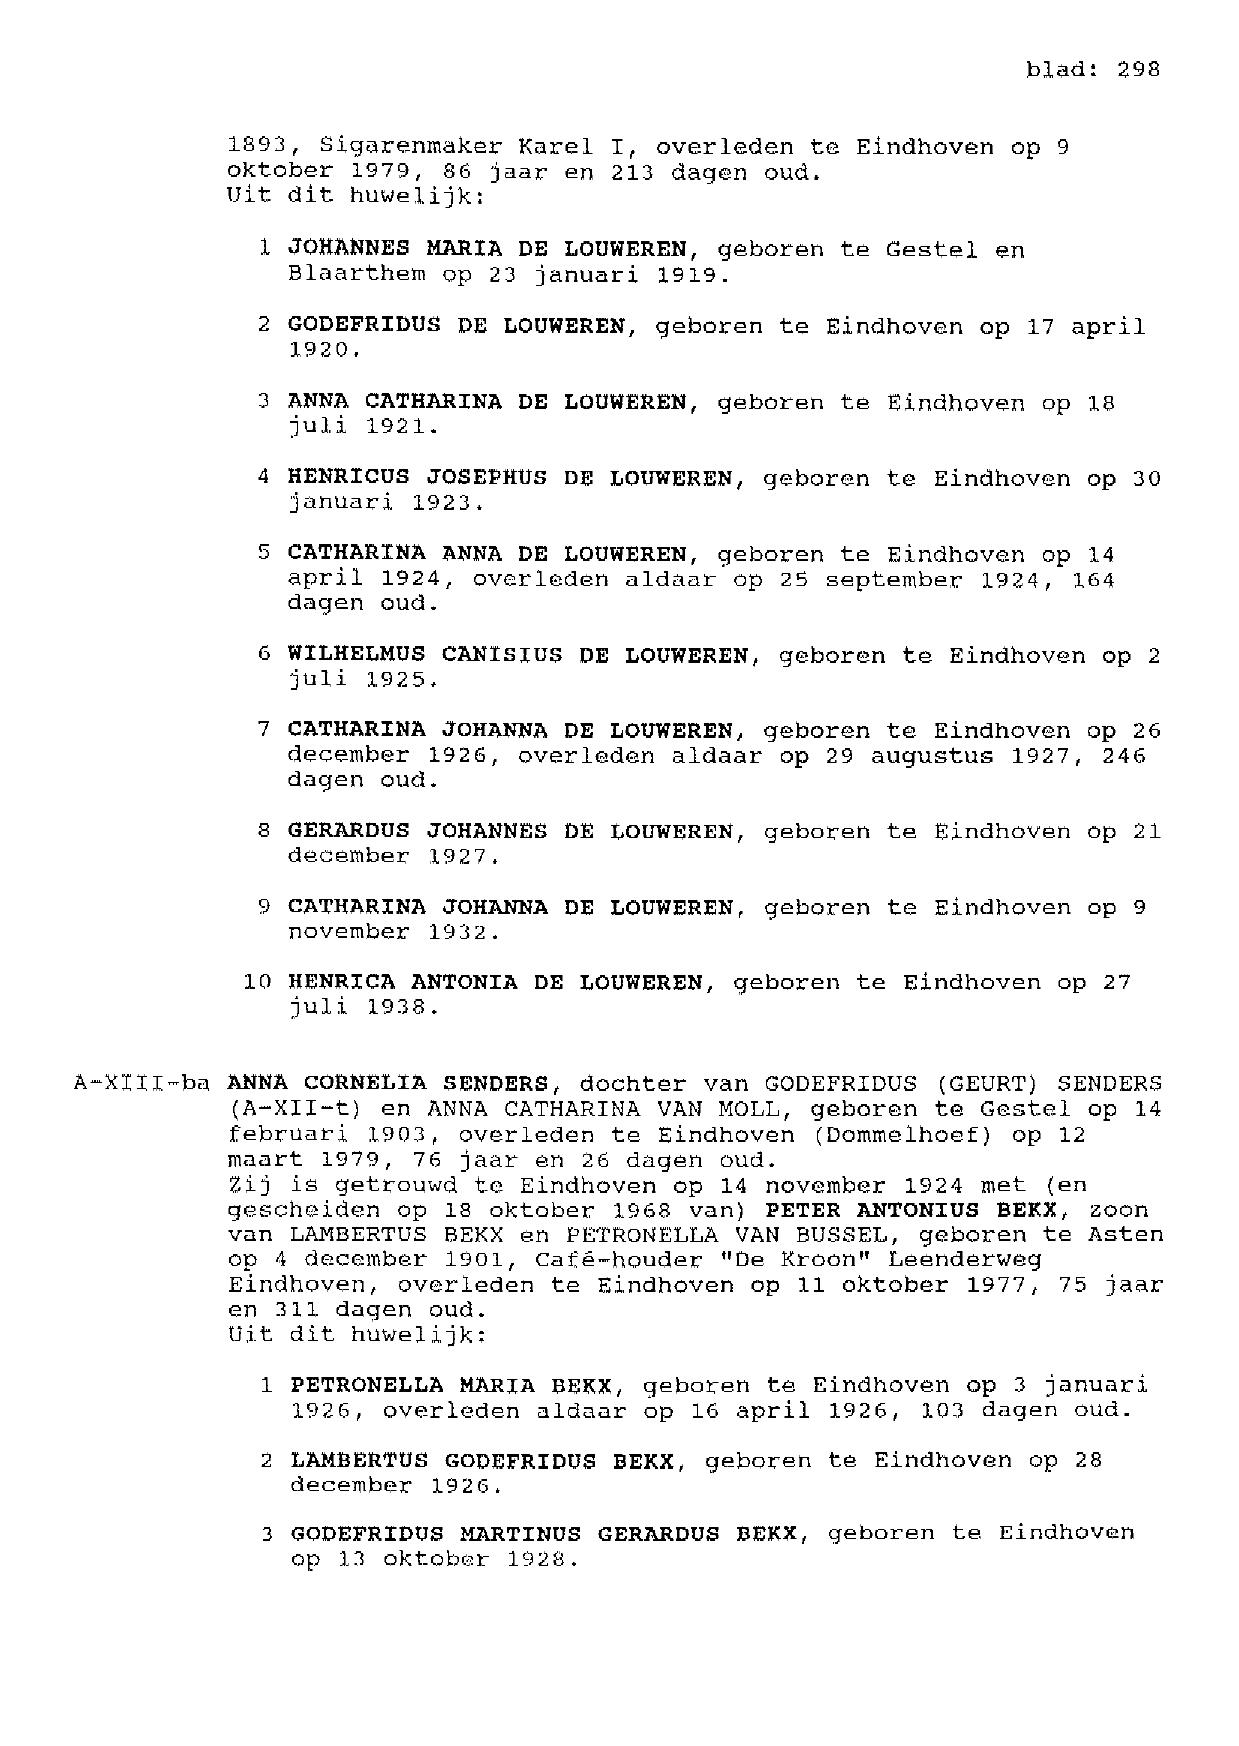 blad: 298
1893, Sigarenmaker Karel I, overleden te Eindhoven op 9
oktober 1979, 86 jaar en 213 dagen oud.
Uit dit huwelijk:
1 JOHANNES MARIA DE LOUWEREN, geboren te Gestel en
Blaarthem op 23 januari 1919.
2 GODEFRIDUS DE LOUWEREN, geboren te Eindhoven op 17 april
1920.
3 ANNA CATHARINA DE LOUWEREN, geboren te Eindhoven op 18
juli 1921.
4 HENRICUS JOSEPHUS DE LOUWEREN, geboren te Eindhoven op 30
januari 1923.
5 CATHARINA ANNA DE LOUWEREN, geboren te Eindhoven op 14
april 1924, overleden aldaar op 25 september 1924, 164
dagen oud.
6 WILHELMUS CANISIUS DE LOUWEREN, geboren te Eindhoven op 2
juli 1925.
7 CATHARINA JOHANNA DE LOUWEREN, geboren te Eindhoven op 26
december 1926, overleden aldaar op 29 augustus 1927, 246
dagen oud.
8 GERARDUS JOHANNES DE LOUWEREN, geboren te Eindhoven op 21
december 1927.
9 CATHARINA JOHANNA DE LOUWEREN, geboren te Eindhoven op 9
november 1932.
10 HENRICA ANTONIA DE LOUWEREN, geboren te Eindhoven op 27
juli 1938.
A-XIII-ba ANNA CORNELIA SENDERS, dochter van GODEFRIDUS (GEURT) SENDERS
(A-XII-t) en ANNA CATHARINA VAN MOLL, geboren te Gestel op 14
februari 1903, overleden te Eindhoven (Dommelhoef) op 12
maart 1979, 76 jaar en 26 dagen oud.
Zij is getrouwd te Eindhoven op 14 november 1924 met (en
gescheiden op 18 oktober 1968 van) PETER ANTONIUS BEKX, zoon
van LAMBERTUS BEKX en PETRONELLA VAN BUSSEL, geboren te Asten
op 4 december 1901, Café-houder "De Kroon" Leenderweg
Eindhoven, overleden te Eindhoven op 11 oktober 1977, 75 jaar
en 311 dagen oud.
Uit dit huwelijk:
1 PETRONELLA MARIA BEKX, geboren te Eindhoven op 3 januari
1926, overleden aldaar op 16 april 1926, 103 dagen oud.
2 LAMBERTUS GODEFRIDUS BEKX, geboren te Eindhoven op 28
december 1926.
3 GODEFRIDUS MARTINUS GERARDUS BEKX, geboren te Eindhoven
op 13 oktober 1928.